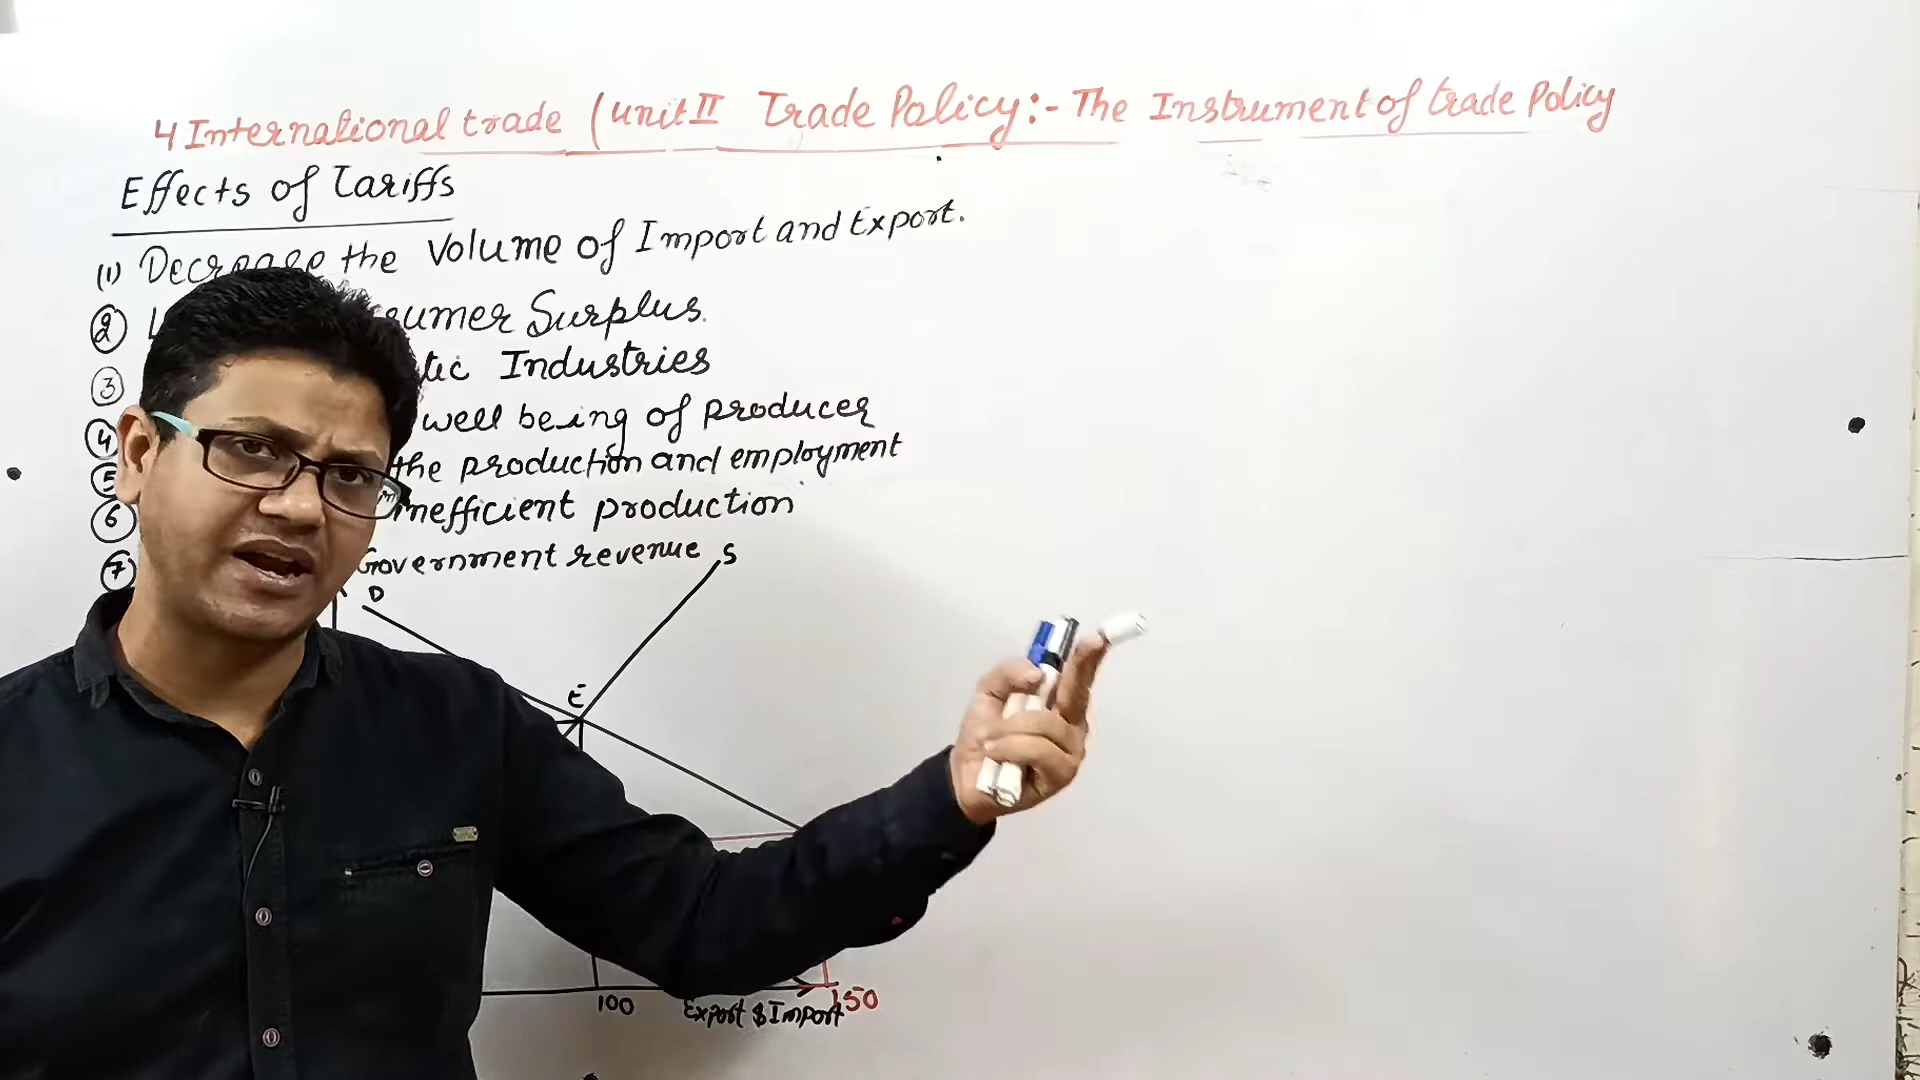 4 International trade (unit II Trade Policy:- The Instrument of trade Policy
Effects of Tariffs
(1) Decrease the Volume of Import and Export.
(2) Surplus.
(3) Industries
(4) well being of producer
(5) the production and employment
(6) inefficient production
(7) Government revenue
S
D
E
100
150
Export & Import